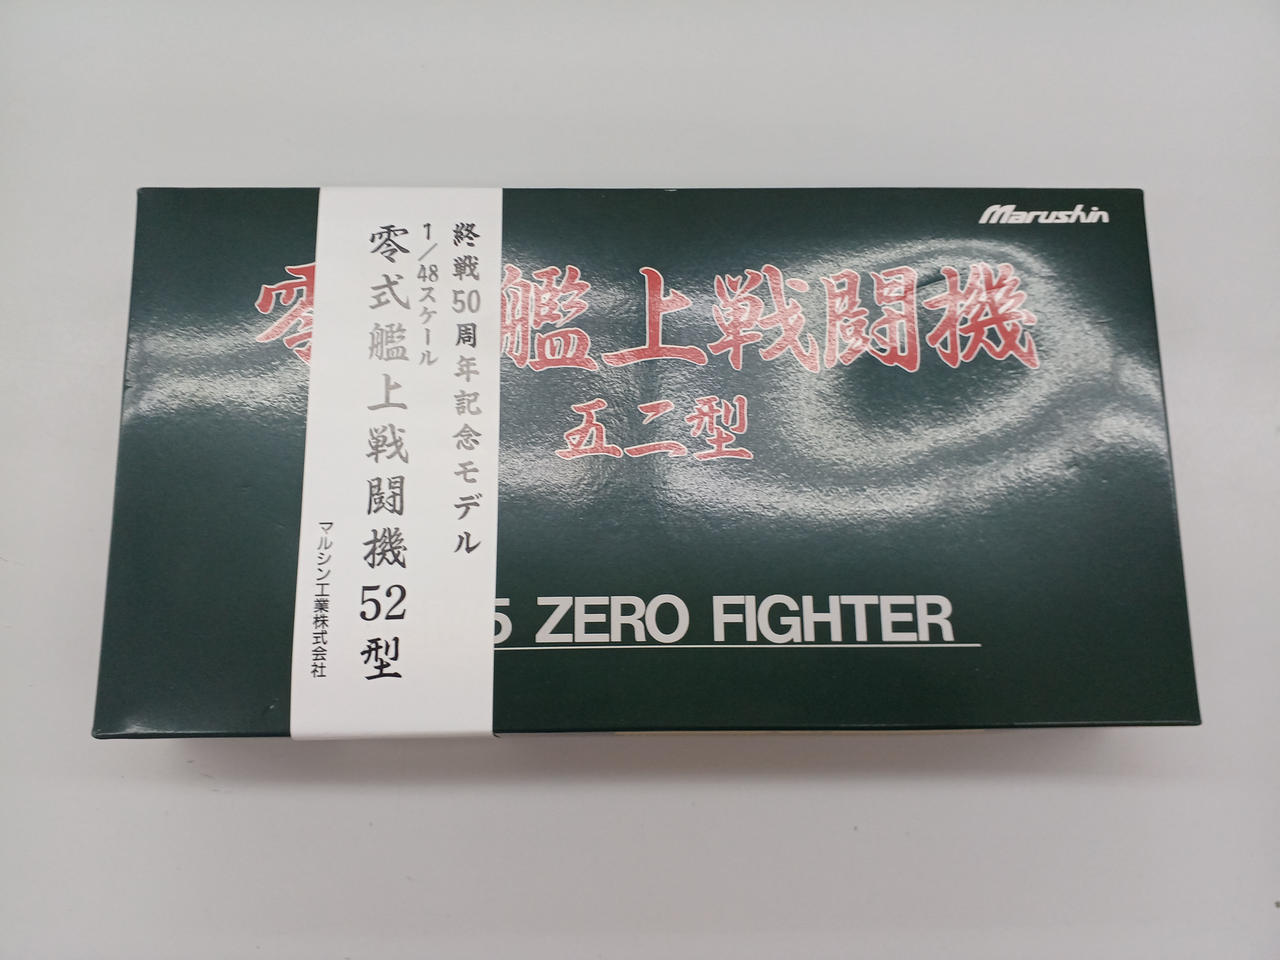 Marushin
零艦上戦闘機
五二型
5 ZERO FIGHTER
終戦50周年記念モデル
1/48スケール
零式艦上戦闘機52型
マルシン工業株式会社